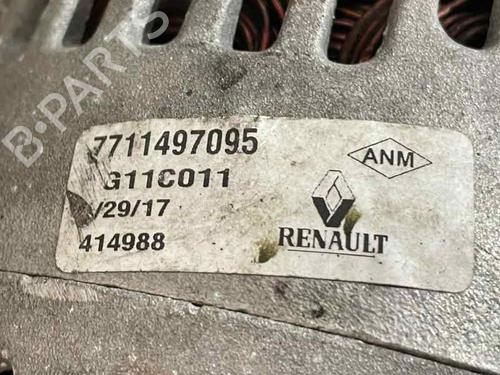 B-PARTS
7711497095
G11C011
/29/17
414988
ANM
RENAULT